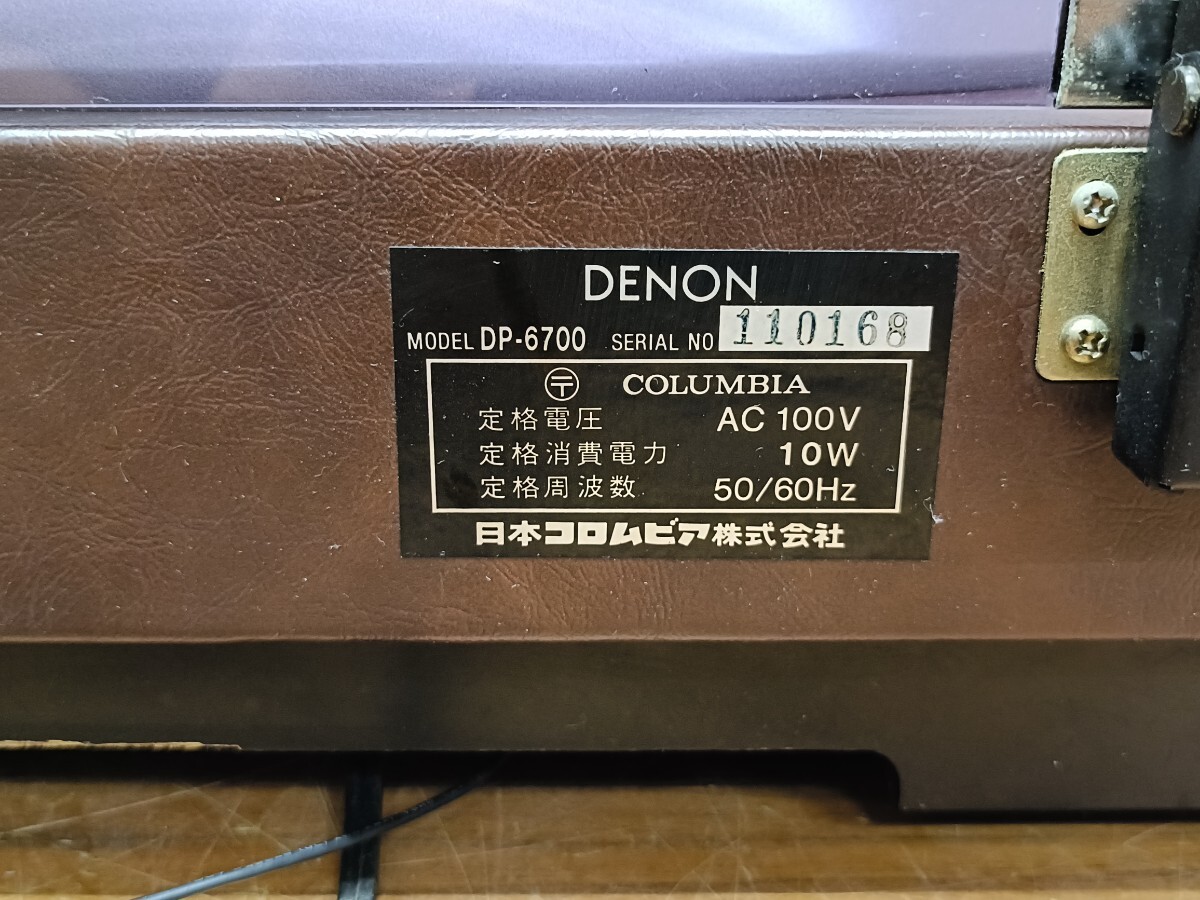 DENON
MODEL DP-6700 SERIAL NO 110168
〶 COLUMBIA
定格電圧 AC 100V
定格消費電力 10W
定格周波数 50/60Hz
日本コロムビア株式会社